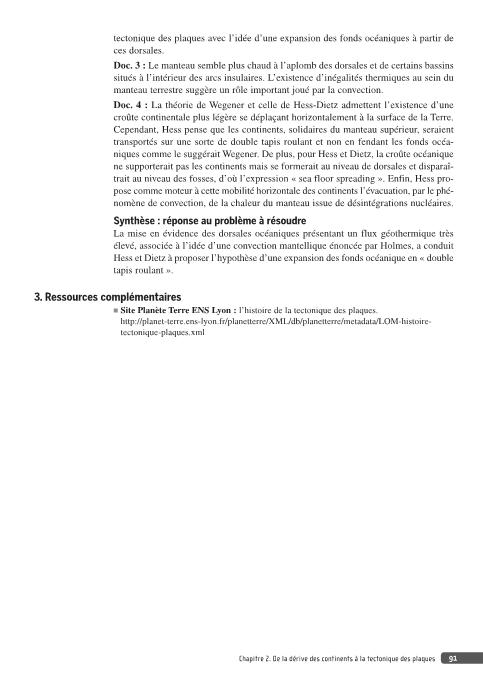 tectonique des plaques avec l'idée d'une expansion des fonds océaniques à partir de
ces dorsales.
Doc. 3 : Le manteau semble plus chaud à l'aplomb des dorsales et de certains bassins
situés à l'intérieur des arcs insulaires. L'existence d'inégalités thermiques au sein du
manteau terrestre suggère un rôle important joué par la convection.
Doc. 4 : La théorie de Wegener et celle de Hess-Dietz admettent l'existence d'une
croûte continentale plus légère se déplaçant horizontalement à la surface de la Terre.
Cependant, Hess pense que les continents, solidaires du manteau supérieur, seraient
transportés sur une sorte de double tapis roulant et non en fendant les fonds océa-
niques comme le suggérait Wegener. De plus, pour Hess et Dietz, la croûte océanique
ne supporterait pas les continents mais se formerait au niveau de dorsales et disparaî-
trait au niveau des fosses, d'où l'expression « sea floor spreading ». Enfin, Hess pro-
pose comme moteur à cette mobilité horizontale des continents l'évacuation, par le phé-
nomène de convection, de la chaleur du manteau issue de désintégrations nucléaires.
Synthèse : réponse au problème à résoudre
La mise en évidence des dorsales océaniques présentant un flux géothermique très
élevé, associée à l'idée d'une convection mantellique énoncée par Holmes, a conduit
Hess et Dietz à proposer l'hypothèse d'une expansion des fonds océanique en « double
tapis roulant ».
3. Ressources complémentaires
■ Site Planète Terre ENS Lyon : l'histoire de la tectonique des plaques.
http://planet-terre.ens-lyon.fr/planetterre/XML/db/planetterre/metadata/LOM-histoire-
tectonique-plaques.xml
Chapitre 2. De la dérive des continents à la tectonique des plaques 91